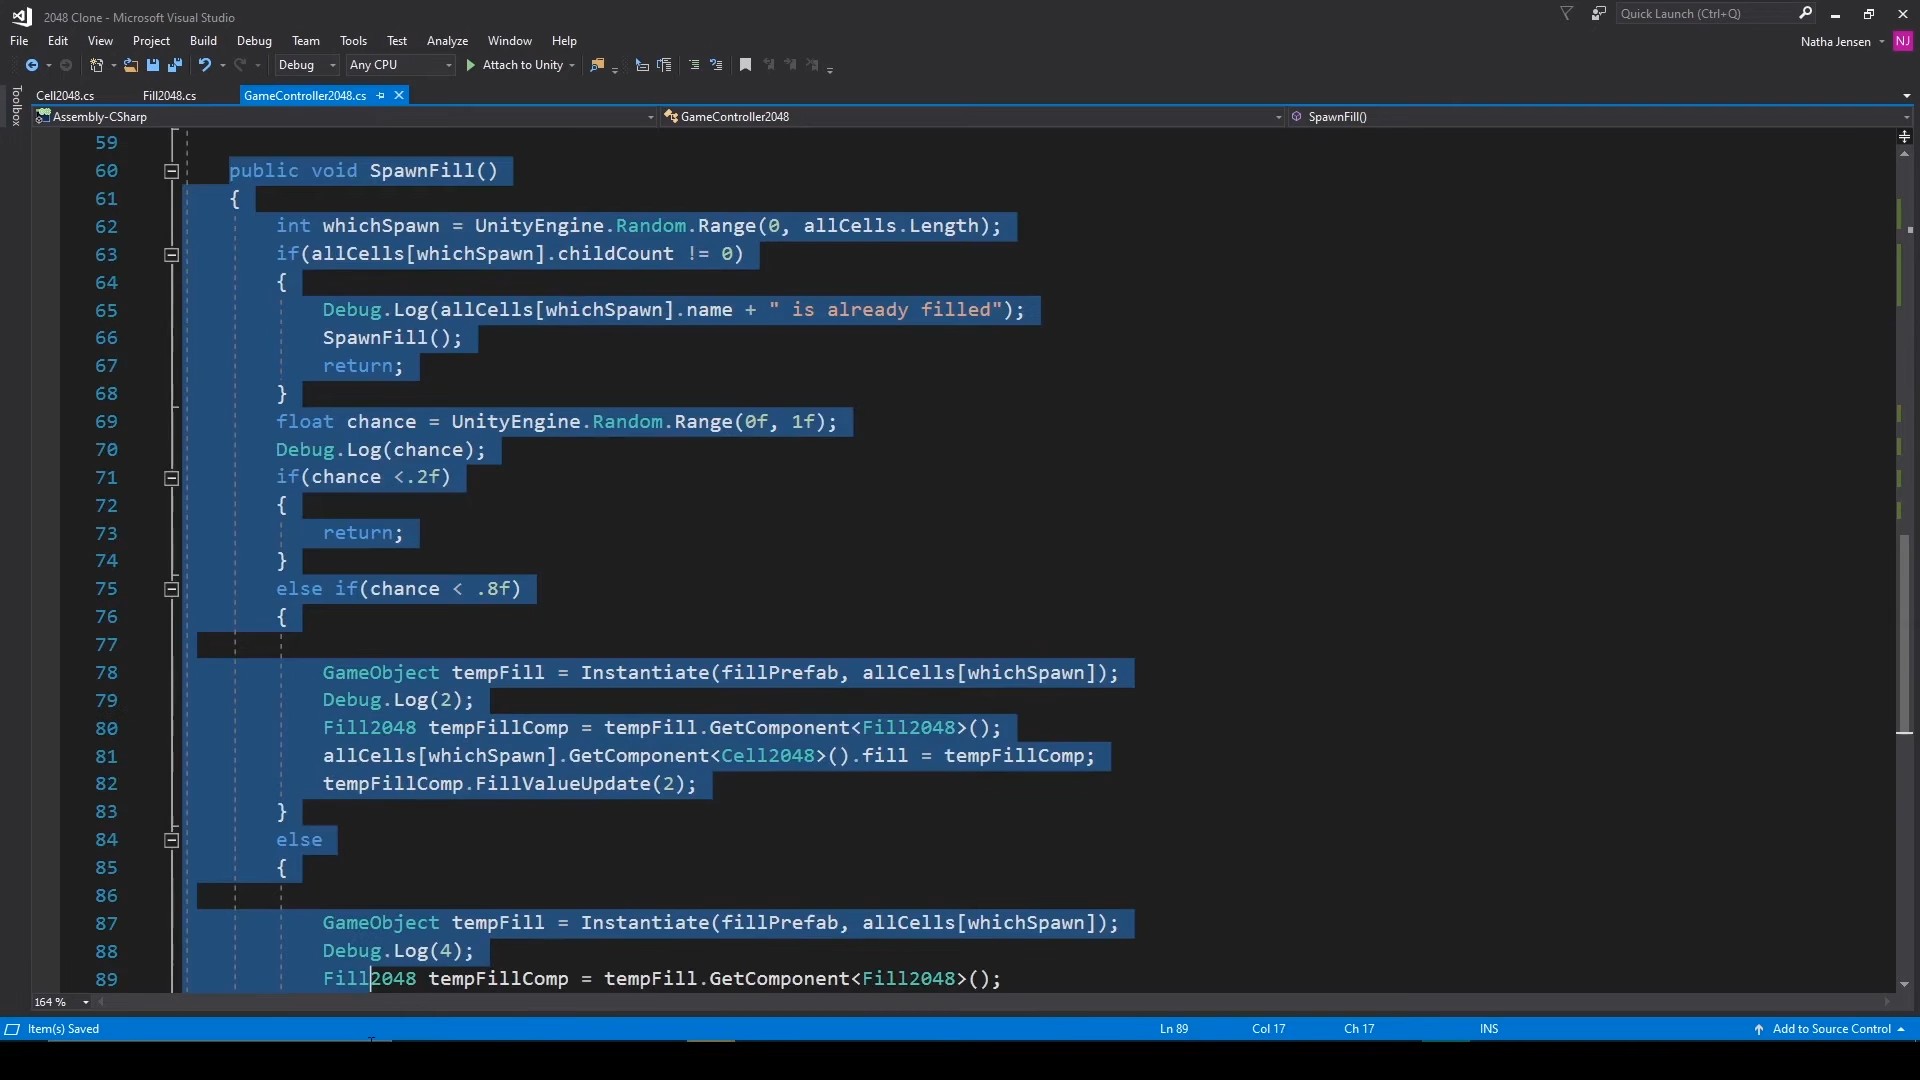 2048 Clone - Microsoft Visual Studio
Quick Launch (Ctrl+Q)
File Edit View Project Build Debug Team Tools Test Analyze Window Help
Natha Jensen NJ
Debug Any CPU Attach to Unity
Toolbox
Cell2048.cs Fill2048.cs GameController2048.cs
Assembly-CSharp GameController2048 SpawnFill()
59
60 public void SpawnFill()
61 {
62 int whichSpawn = UnityEngine.Random.Range(0, allCells.Length);
63 if(allCells[whichSpawn].childCount != 0)
64 {
65 Debug.Log(allCells[whichSpawn].name + " is already filled");
66 SpawnFill();
67 return;
68 }
69 float chance = UnityEngine.Random.Range(0f, 1f);
70 Debug.Log(chance);
71 if(chance <.2f)
72 {
73 return;
74 }
75 else if(chance < .8f)
76 {
77
78 GameObject tempFill = Instantiate(fillPrefab, allCells[whichSpawn]);
79 Debug.Log(2);
80 Fill2048 tempFillComp = tempFill.GetComponent<Fill2048>();
81 allCells[whichSpawn].GetComponent<Cell2048>().fill = tempFillComp;
82 tempFillComp.FillValueUpdate(2);
83 }
84 else
85 {
86
87 GameObject tempFill = Instantiate(fillPrefab, allCells[whichSpawn]);
88 Debug.Log(4);
89 Fill2048 tempFillComp = tempFill.GetComponent<Fill2048>();
164 %
Item(s) Saved Ln 89 Col 17 Ch 17 INS Add to Source Control